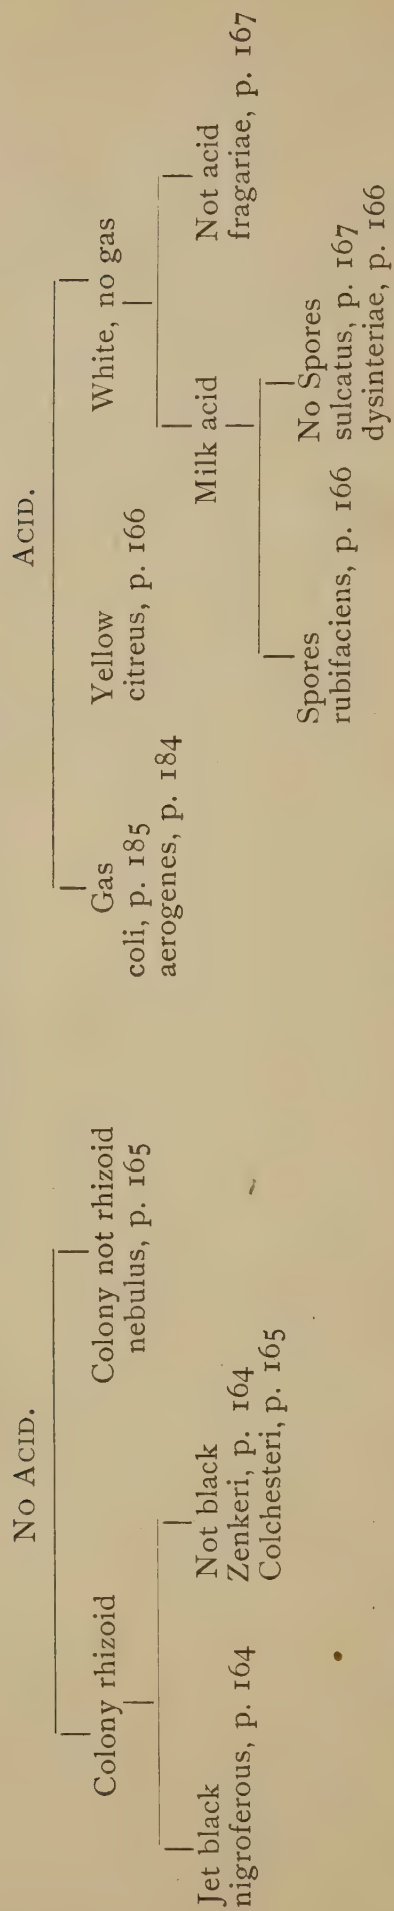 NO ACID.
Colony rhizoid
Jet black
nigroferous, p. 164
Not black
Zenkeri, p. 164
Colchesteri, p. 165
Colony not rhizoid
nebulus, p. 165
ACID.
Gas
coli, p. 185
aerogenes, p. 184
Yellow
citreus, p. 166
White, no gas
Milk acid
Spores
rubifaciens, p. 166
No Spores
sulcatus, p. 167
dysinteriae, p. 166
Not acid
fragariae, p. 167